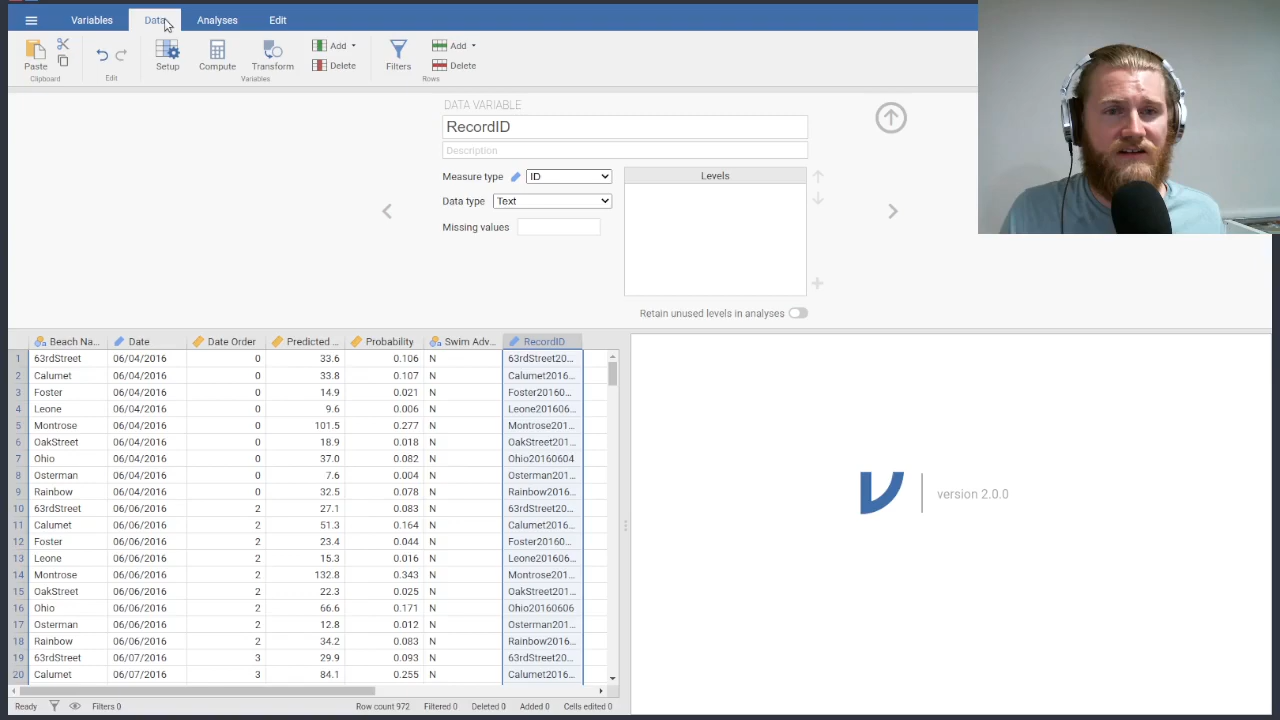 Variables Data Analyses Edit
Paste Setup Compute Transform Add Delete Filters Add Delete
Clipboard Edit Variables Rows
DATA VARIABLE
RecordID
Description
Measure type ID
Data type Text
Missing values
Levels
Retain unused levels in analyses
Beach Na... Date Date Order Predicted ... Probability Swim Adv... RecordID
1 63rdStreet 06/04/2016 0 33.6 0.106 N 63rdStreet20...
2 Calumet 06/04/2016 0 33.8 0.107 N Calumet2016...
3 Foster 06/04/2016 0 14.9 0.021 N Foster20160...
4 Leone 06/04/2016 0 9.6 0.006 N Leone201606...
5 Montrose 06/04/2016 0 101.5 0.277 N Montrose201...
6 OakStreet 06/04/2016 0 18.9 0.018 N OakStreet201...
7 Ohio 06/04/2016 0 37.0 0.082 N Ohio20160604
8 Osterman 06/04/2016 0 7.6 0.004 N Osterman201...
9 Rainbow 06/04/2016 0 32.5 0.078 N Rainbow2016...
10 63rdStreet 06/06/2016 2 27.1 0.083 N 63rdStreet20...
11 Calumet 06/06/2016 2 51.3 0.164 N Calumet2016...
12 Foster 06/06/2016 2 23.4 0.044 N Foster20160...
13 Leone 06/06/2016 2 15.3 0.016 N Leone201606...
14 Montrose 06/06/2016 2 132.8 0.343 N Montrose201...
15 OakStreet 06/06/2016 2 22.3 0.025 N OakStreet201...
16 Ohio 06/06/2016 2 66.6 0.171 N Ohio20160606
17 Osterman 06/06/2016 2 12.8 0.012 N Osterman201...
18 Rainbow 06/06/2016 2 34.2 0.083 N Rainbow2016...
19 63rdStreet 06/07/2016 3 29.9 0.093 N 63rdStreet20...
20 Calumet 06/07/2016 3 84.1 0.255 N Calumet2016...
version 2.0.0
Ready Filters 0 Row count 972 Filtered 0 Deleted 0 Added 0 Cells edited 0